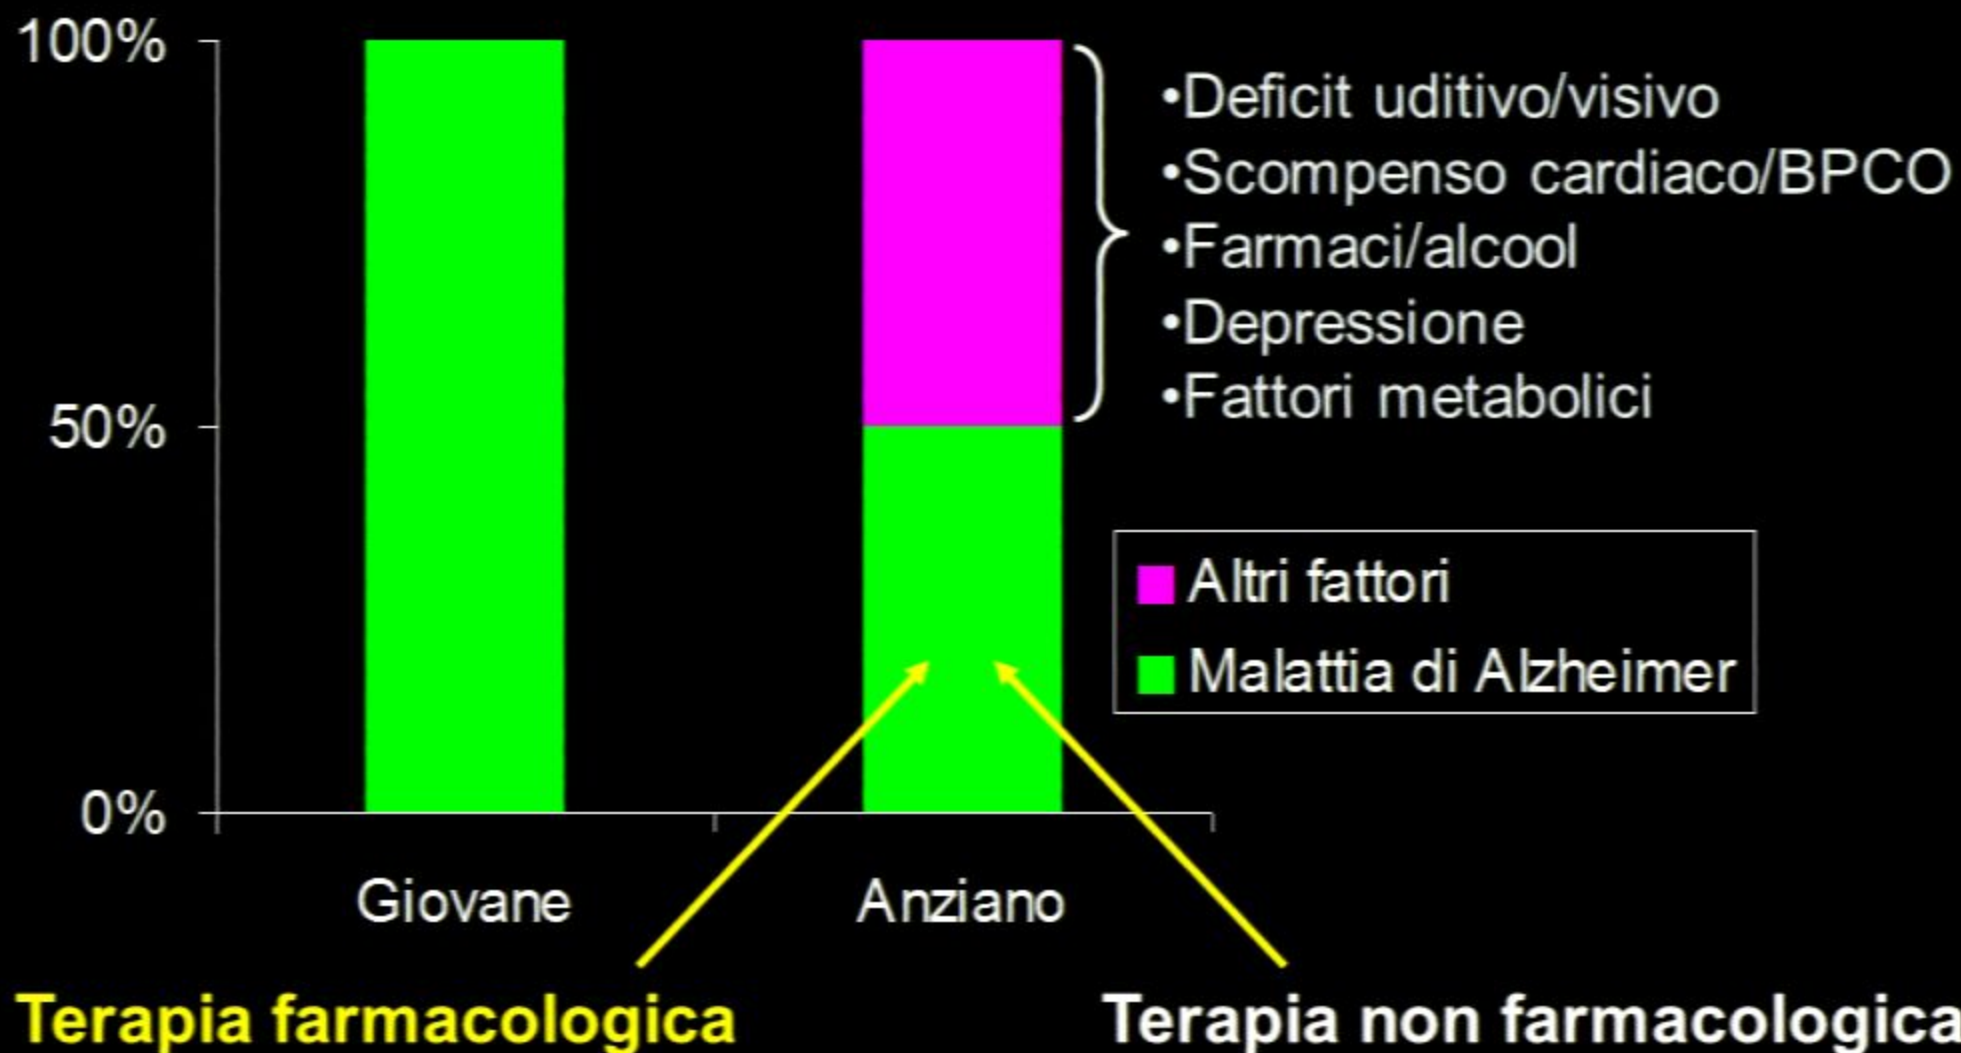 100%
50%
0%
•Deficit uditivo/visivo
•Scompenso cardiaco/BPCO
•Farmaci/alcool
•Depressione
•Fattori metabolici
Altri fattori
Malattia di Alzheimer
Giovane
Anziano
Terapia farmacologica
Terapia non farmacologica